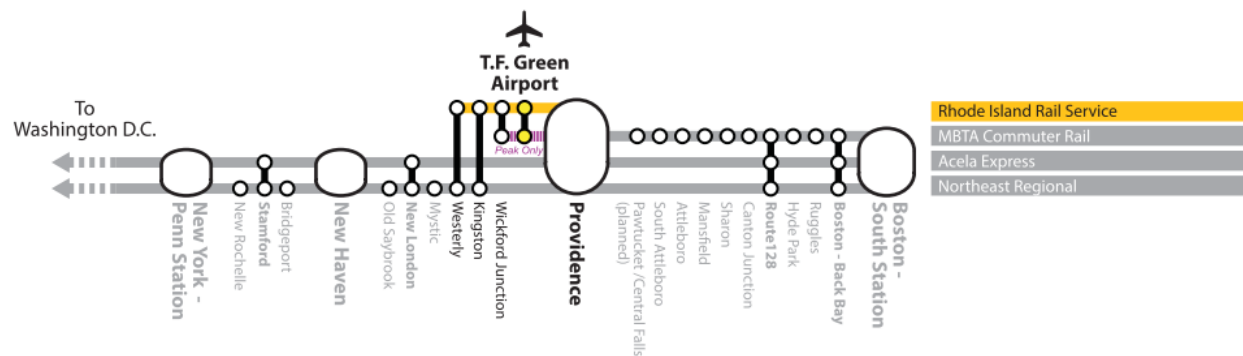 T.F. Green
Airport
To
Washington D.C.
Peak Only
Rhode Island Rail Service
MBTA Commuter Rail
Acela Express
Northeast Regional
New York -
Penn Station
New Rochelle
Stamford
Bridgeport
New Haven
Old Saybrook
New London
Mystic
Westerly
Kingston
Wickford Junction
Providence
Pawtucket /Central Falls
(planned)
South Attleboro
Attleboro
Mansfield
Sharon
Canton Junction
Route128
Hyde Park
Ruggles
Boston - Back Bay
Boston -
South Station